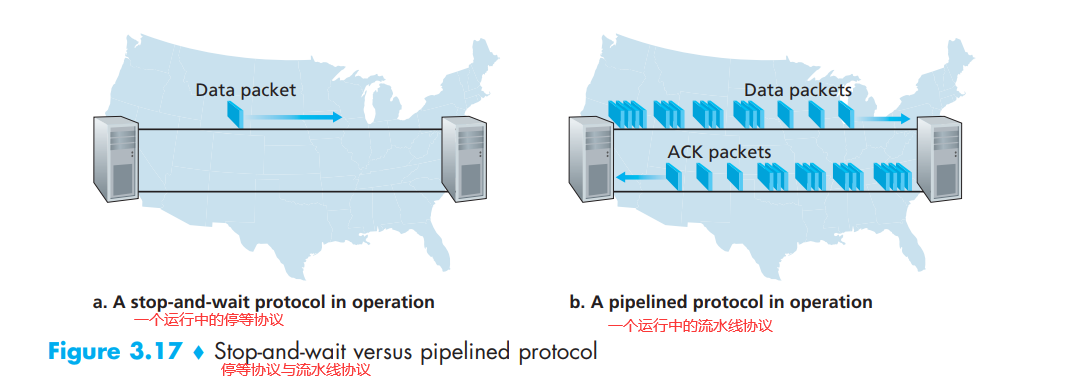 Data packet
Data packets
ACK packets
a. A stop-and-wait protocol in operation
一个运行中的停等协议
b. A pipelined protocol in operation
一个运行中的流水线协议
Figure 3.17 ♦ Stop-and-wait versus pipelined protocol
停等协议与流水线协议